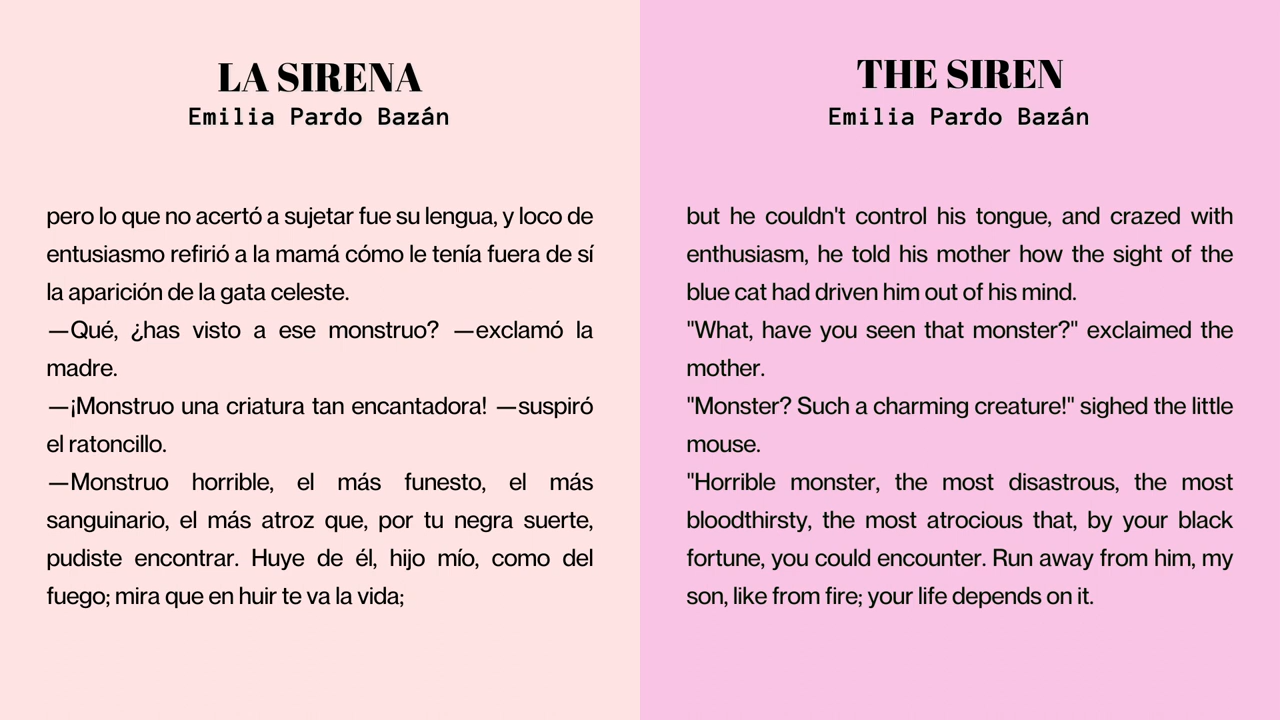 LA SIRENA
Emilia Pardo Bazán
pero lo que no acertó a sujetar fue su lengua, y loco de
entusiasmo refirió a la mamá cómo le tenía fuera de sí
la aparición de la gata celeste.
—Qué, ¿has visto a ese monstruo? —exclamó la
madre.
—¡Monstruo una criatura tan encantadora! —suspiró
el ratoncillo.
—Monstruo horrible, el más funesto, el más
sanguinario, el más atroz que, por tu negra suerte,
pudiste encontrar. Huye de él, hijo mío, como del
fuego; mira que en huir te va la vida;
THE SIREN
Emilia Pardo Bazán
but he couldn't control his tongue, and crazed with
enthusiasm, he told his mother how the sight of the
blue cat had driven him out of his mind.
"What, have you seen that monster?" exclaimed the
mother.
"Monster? Such a charming creature!" sighed the little
mouse.
"Horrible monster, the most disastrous, the most
bloodthirsty, the most atrocious that, by your black
fortune, you could encounter. Run away from him, my
son, like from fire; your life depends on it.